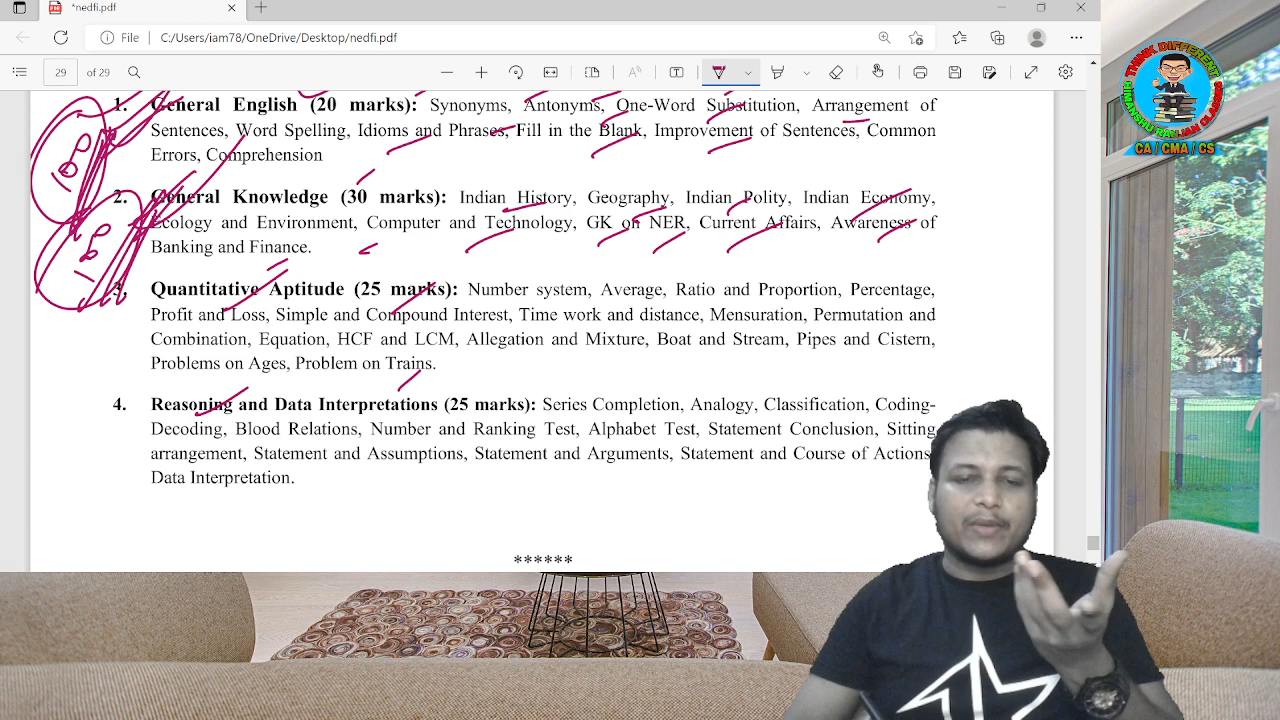 *nedfi.pdf
File | C:/Users/iam78/OneDrive/Desktop/nedfi.pdf
29 of 29
THINK DIFFERENT
HIMANSHU RANJAN CLASSES
CA / CMA / CS
1. General English (20 marks): Synonyms, Antonyms, One-Word Substitution, Arrangement of
Sentences, Word Spelling, Idioms and Phrases, Fill in the Blank, Improvement of Sentences, Common
Errors, Comprehension
2. General Knowledge (30 marks): Indian History, Geography, Indian Polity, Indian Economy,
Ecology and Environment, Computer and Technology, GK on NER, Current Affairs, Awareness of
Banking and Finance.
3. Quantitative Aptitude (25 marks): Number system, Average, Ratio and Proportion, Percentage,
Profit and Loss, Simple and Compound Interest, Time work and distance, Mensuration, Permutation and
Combination, Equation, HCF and LCM, Allegation and Mixture, Boat and Stream, Pipes and Cistern,
Problems on Ages, Problem on Trains.
4. Reasoning and Data Interpretations (25 marks): Series Completion, Analogy, Classification, Coding-
Decoding, Blood Relations, Number and Ranking Test, Alphabet Test, Statement Conclusion, Sitting
arrangement, Statement and Assumptions, Statement and Arguments, Statement and Course of Actions
Data Interpretation.
******